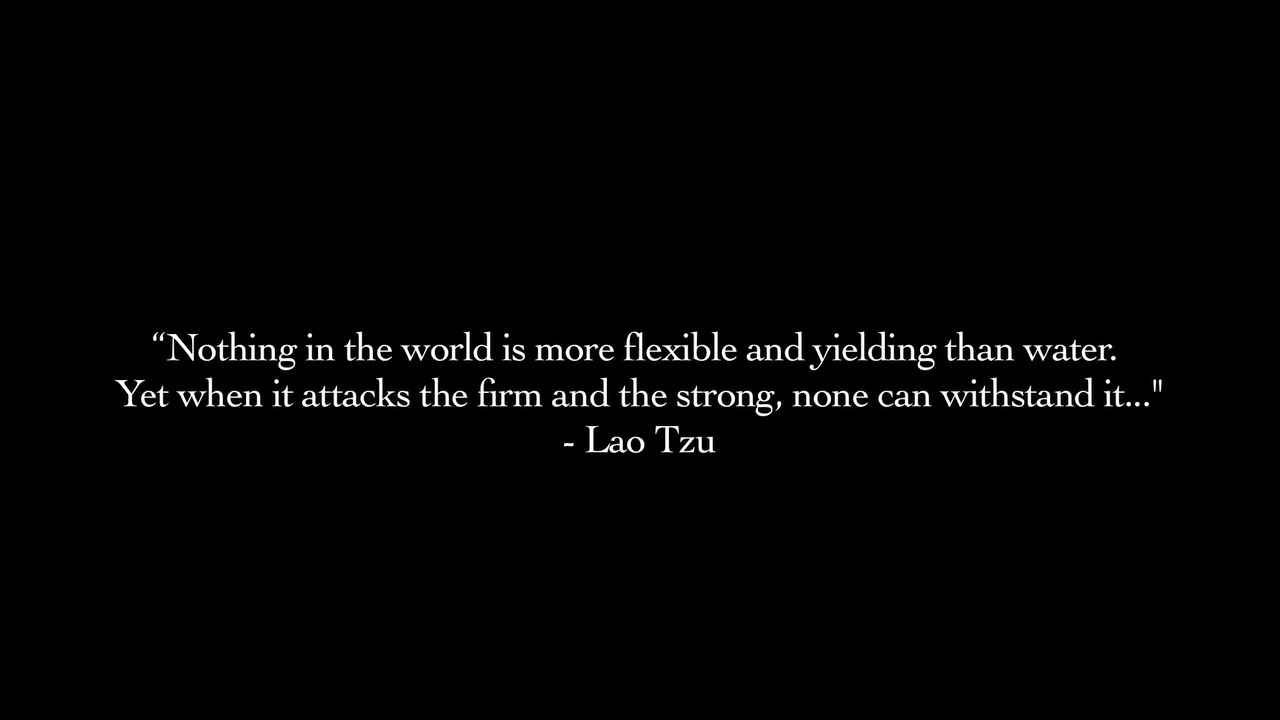 “Nothing in the world is more flexible and yielding than water.
Yet when it attacks the firm and the strong, none can withstand it..."
- Lao Tzu